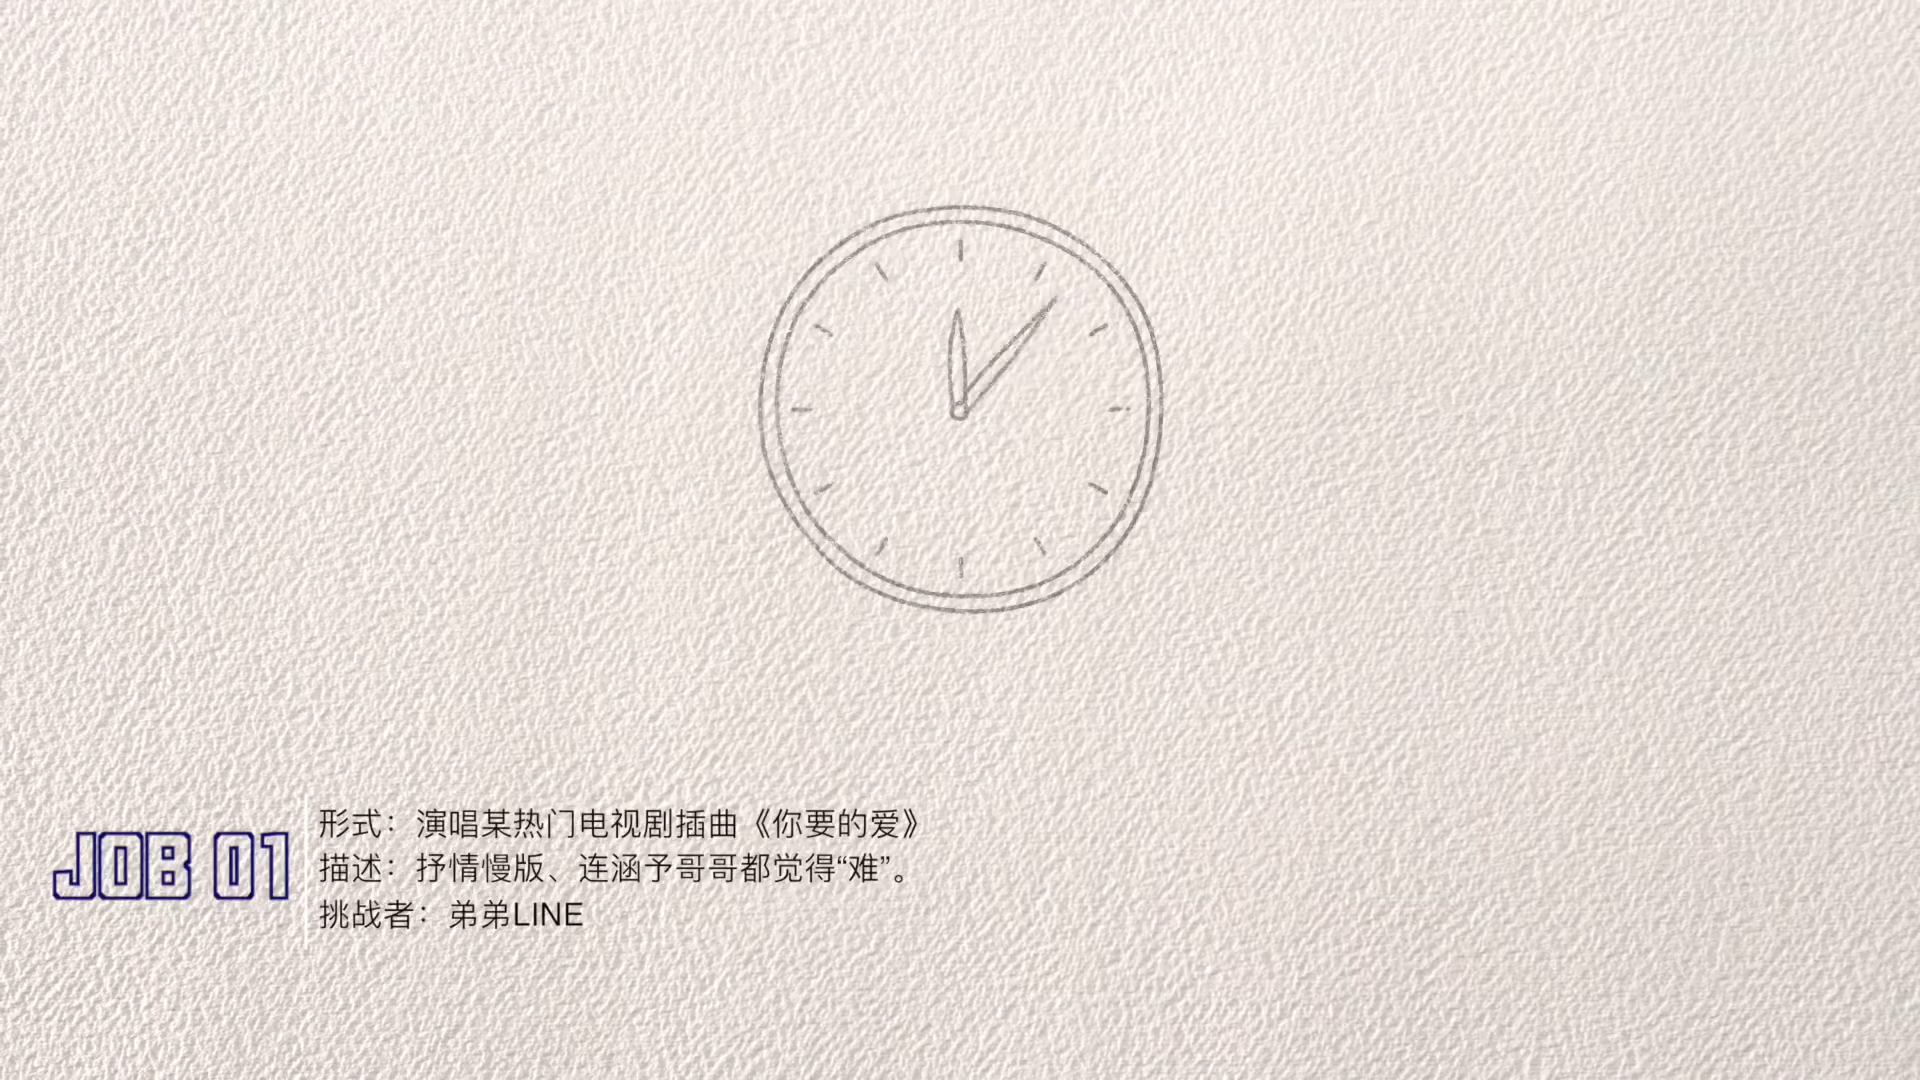 JOB 01
形式：演唱某热门电视剧插曲《你要的爱》
描述：抒情慢版、连涵予哥哥都觉得“难”。
挑战者：弟弟LINE